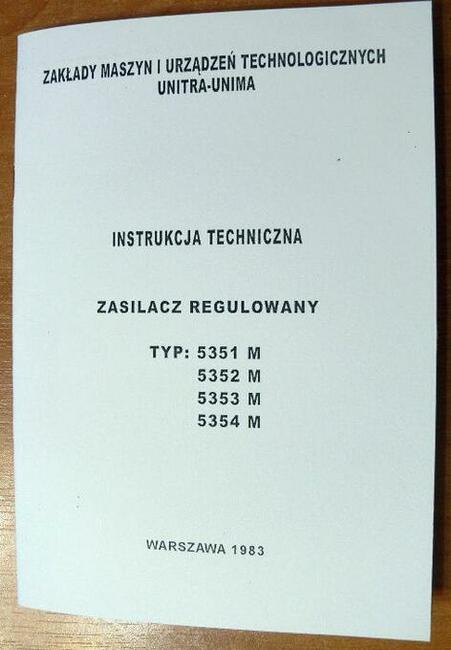 ZAKŁADY MASZYN I URZĄDZEŃ TECHNOLOGICZNYCH
UNITRA-UNIMA
INSTRUKCJA TECHNICZNA
ZASILACZ REGULOWANY
TYP: 5351 M
5352 M
5353 M
5354 M
WARSZAWA 1983